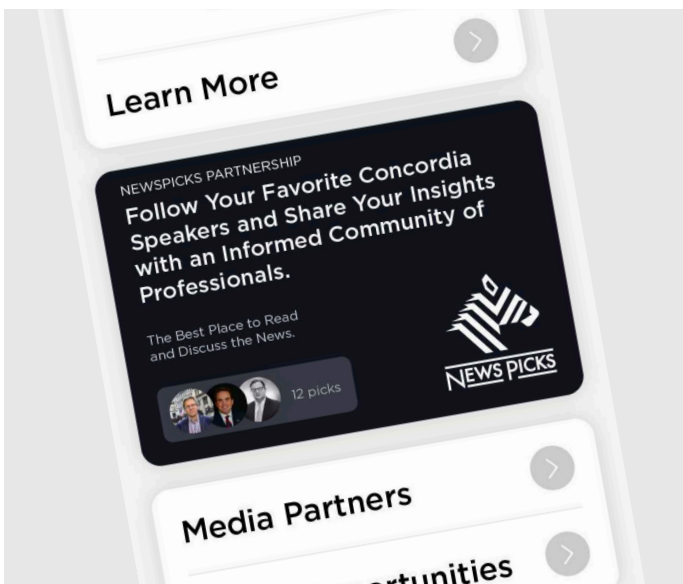 Learn More
NEWSPICKS PARTNERSHIP
Follow Your Favorite Concordia
Speakers and Share Your Insights
with an Informed Community of
Professionals.
The Best Place to Read
and Discuss the News.
12 picks
NEWS PICKS
Media Partners